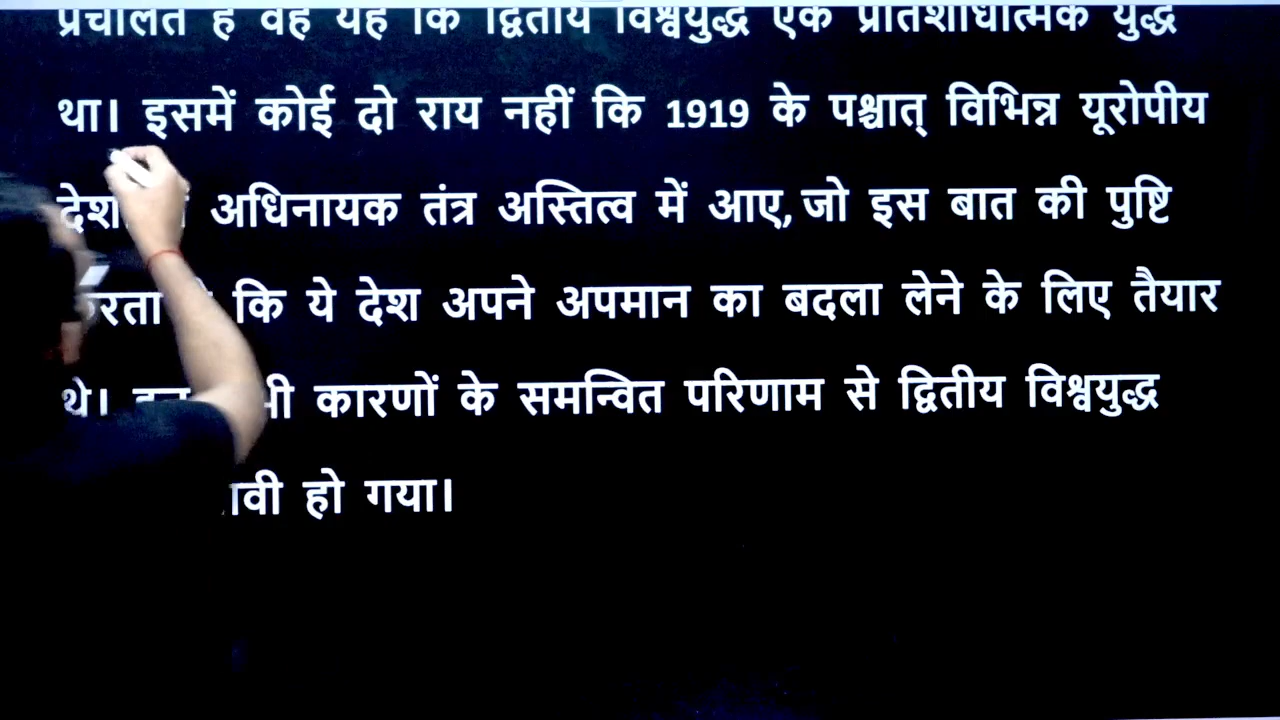 प्रचलित है वह यह कि द्वितीय विश्वयुद्ध एक प्रतिशोधात्मक युद्ध
था। इसमें कोई दो राय नहीं कि 1919 के पश्चात् विभिन्न यूरोपीय
देश अधिनायक तंत्र अस्तित्व में आए, जो इस बात की पुष्टि
कि ये देश अपने अपमान का बदला लेने के लिए तैयार
थे। कारणों के समन्वित परिणाम से द्वितीय विश्वयुद्ध
हो गया।